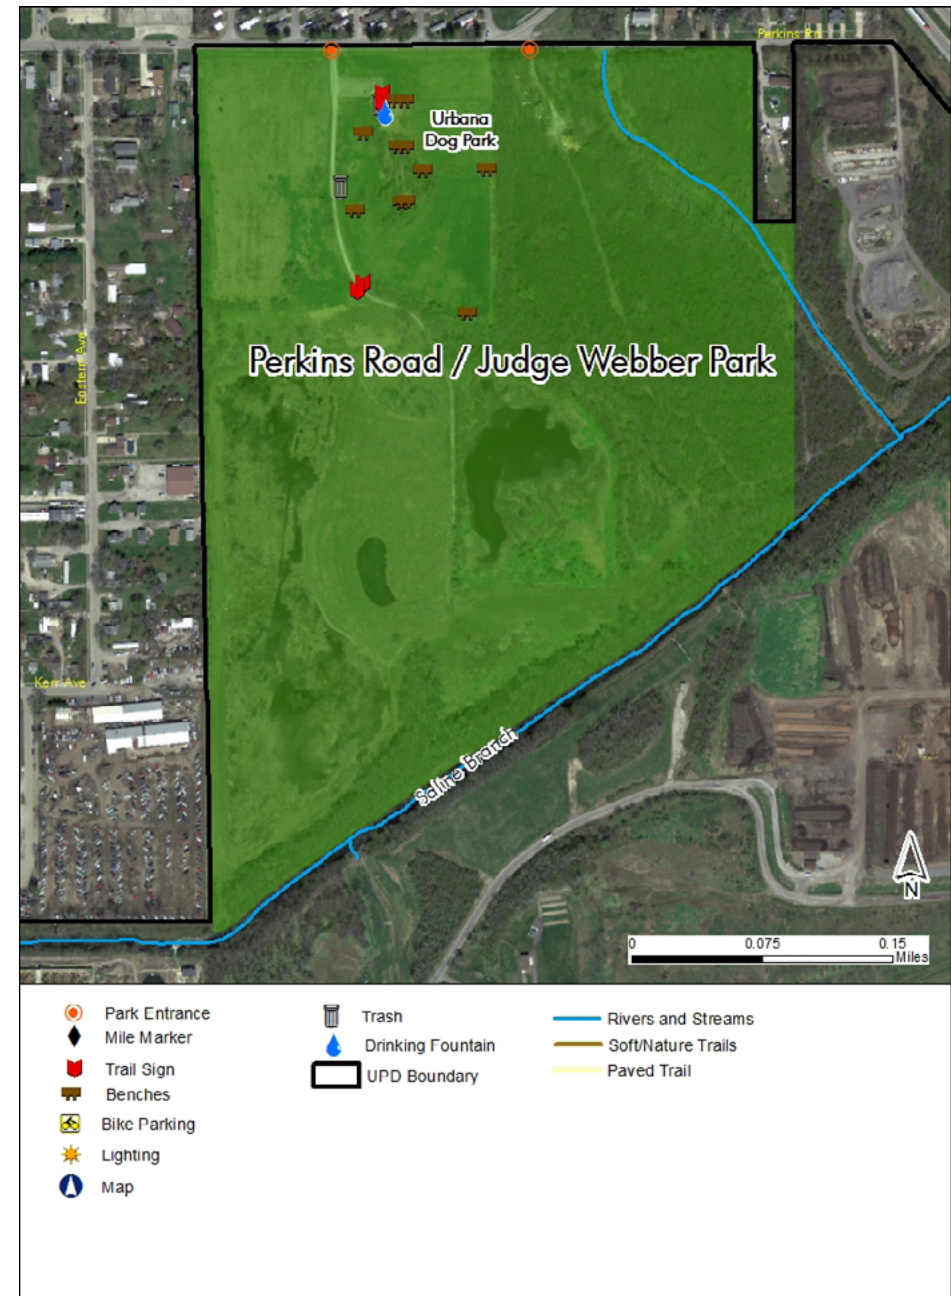 Perkins Rd
Urbana
Dog Park
Eastern Ave
Perkins Road / Judge Webber Park
Kerr Ave
Saline Branch
N
0 0.075 0.15
Miles
Park Entrance
Mile Marker
Trail Sign
Benches
Bike Parking
Lighting
Map
Trash
Drinking Fountain
UPD Boundary
Rivers and Streams
Soft/Nature Trails
Paved Trail